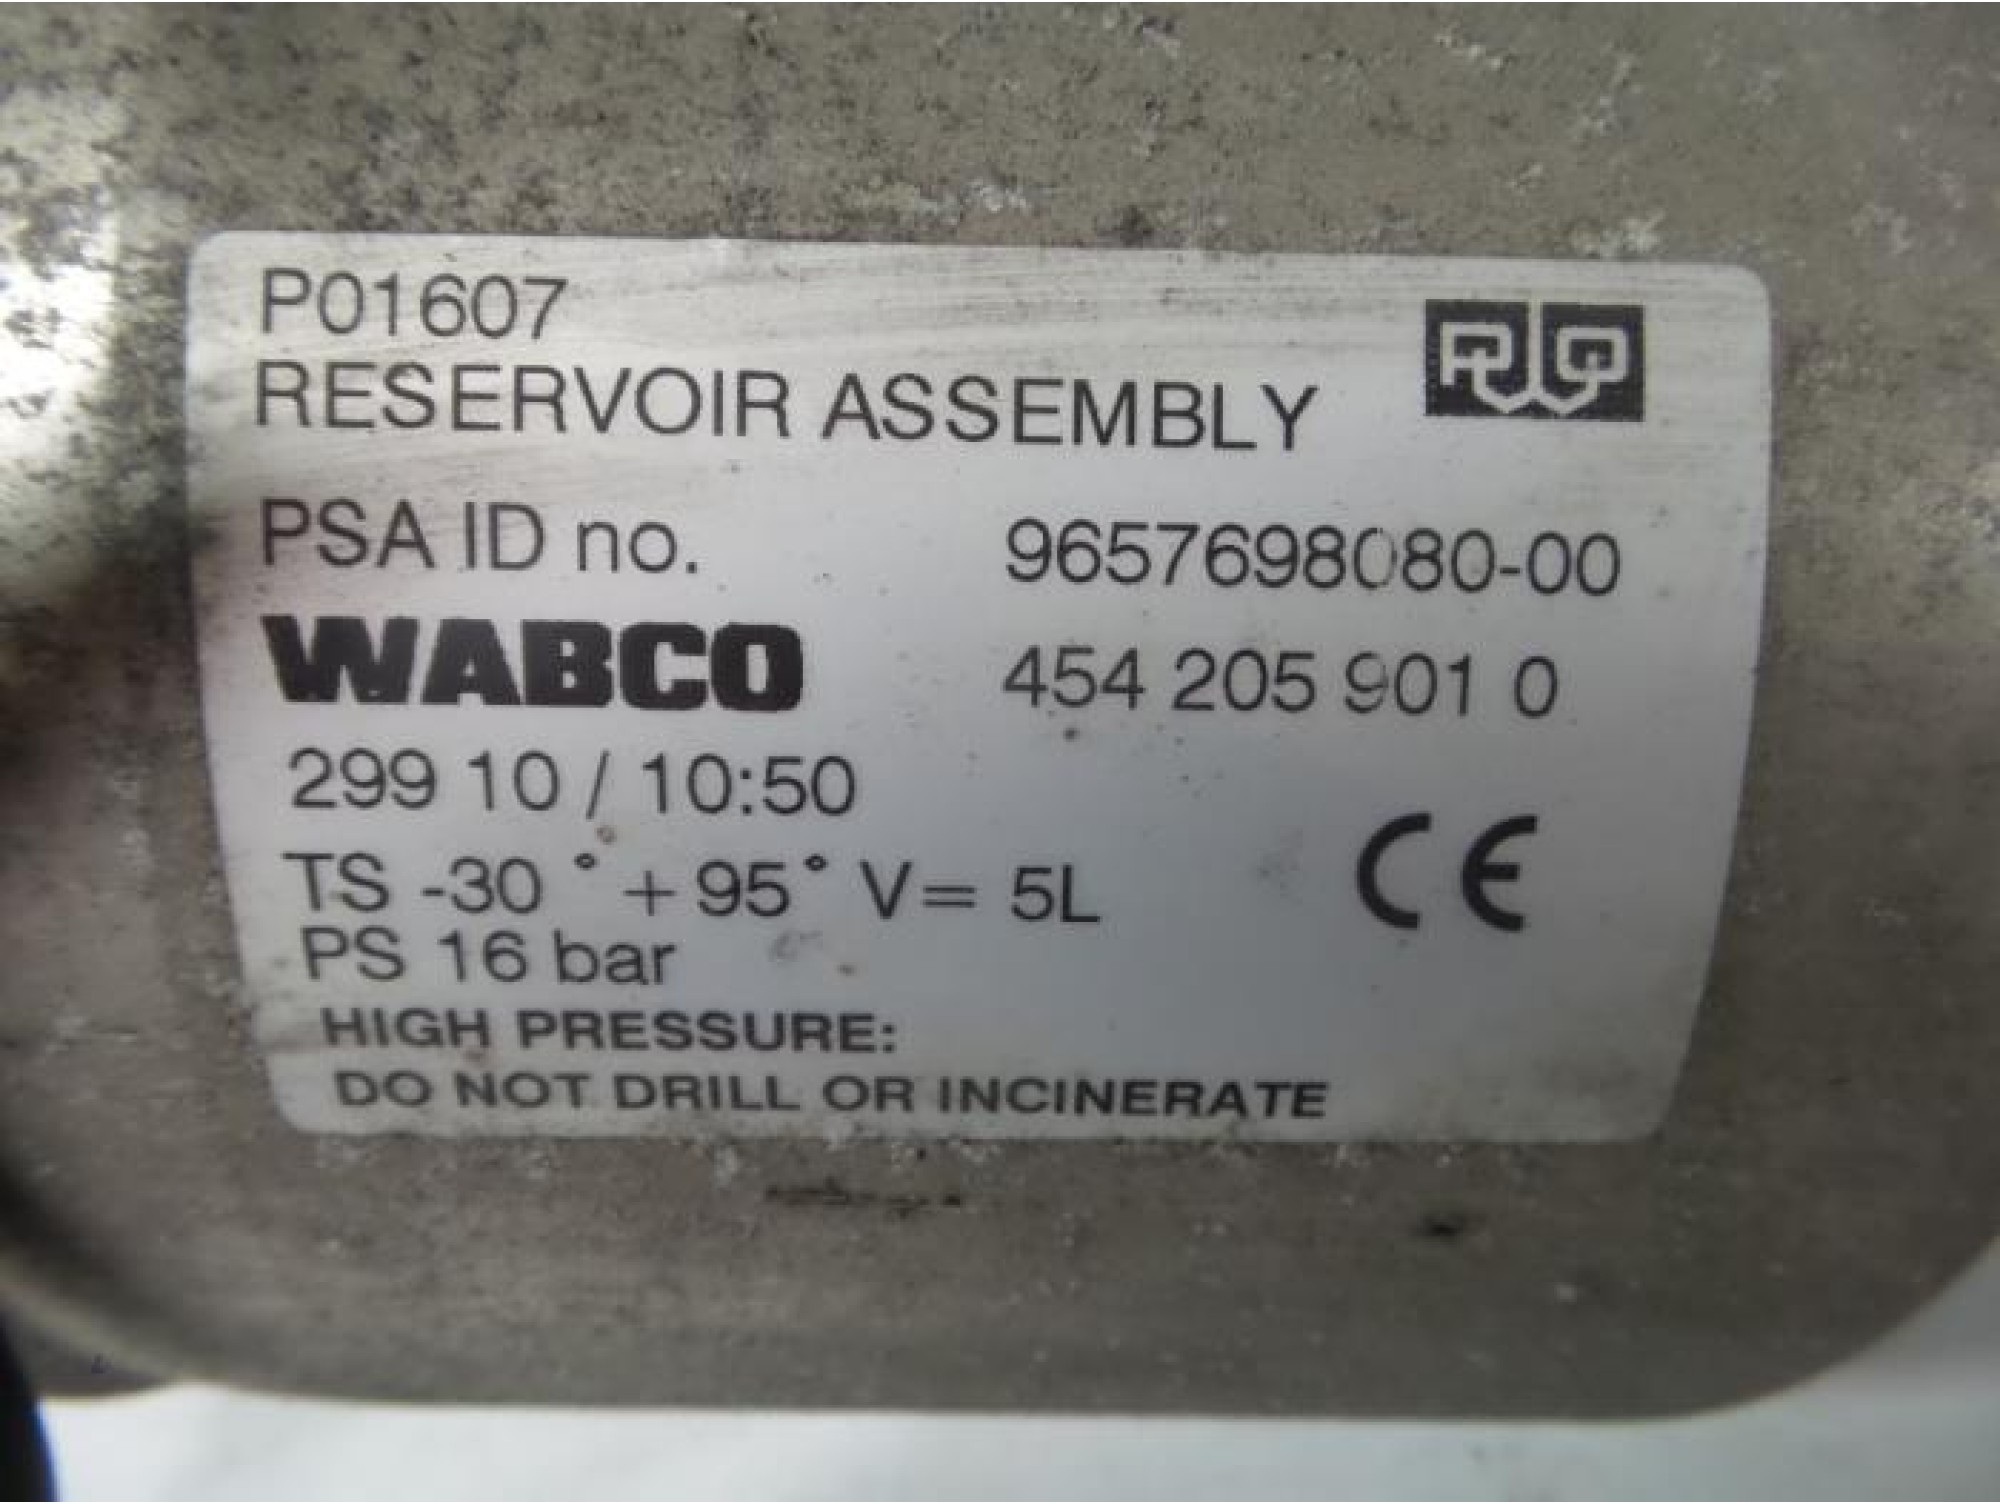 P01607
RESERVOIR ASSEMBLY
PSA ID no. 9657698080-00
WABCO 454 205 901 0
299 10 / 10:50
TS -30 ° + 95° V= 5L
CE
PS 16 bar
HIGH PRESSURE:
DO NOT DRILL OR INCINERATE